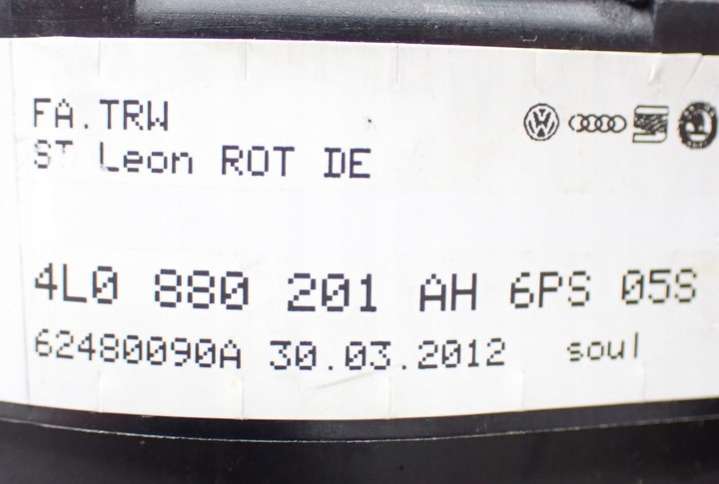 FA.TRW
ST Leon ROT DE
4L0 880 201 AH 6PS 05S
62480090A 30.03.2012 soul